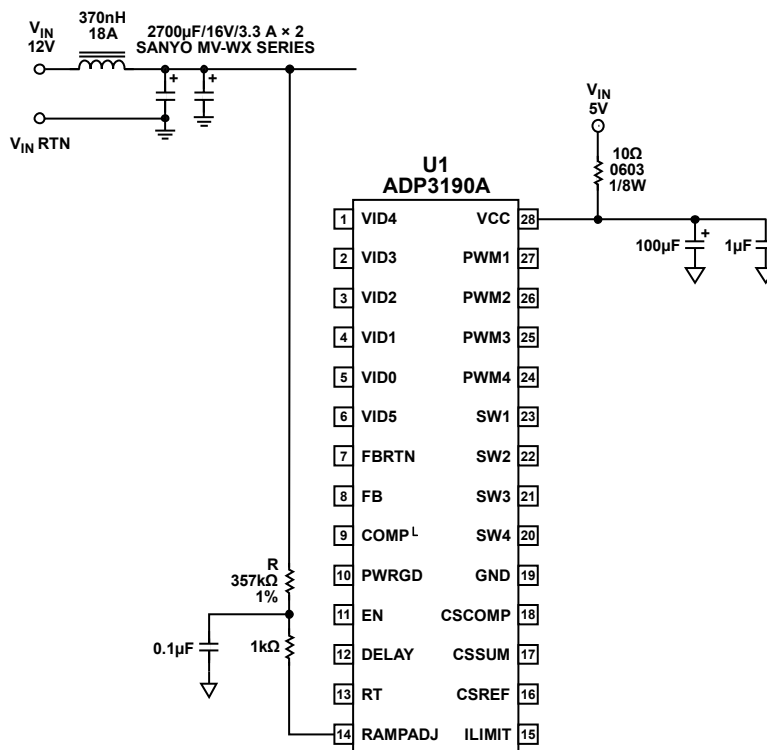 370nH
18A
VIN
12V
2700µF/16V/3.3 A × 2
SANYO MV-WX SERIES
VIN RTN
VIN
5V
10Ω
0603
1/8W
U1
ADP3190A
1 VID4
VCC 28
100µF
1µF
2 VID3
PWM1 27
3 VID2
PWM2 26
4 VID1
PWM3 25
5 VID0
PWM4 24
6 VID5
SW1 23
7 FBRTN
SW2 22
8 FB
SW3 21
9 COMP L
SW4 20
R
357kΩ
1%
10 PWRGD
GND 19
11 EN
CSCOMP 18
0.1µF
1kΩ
12 DELAY
CSSUM 17
13 RT
CSREF 16
14 RAMPADJ
ILIMIT 15
+
+
+